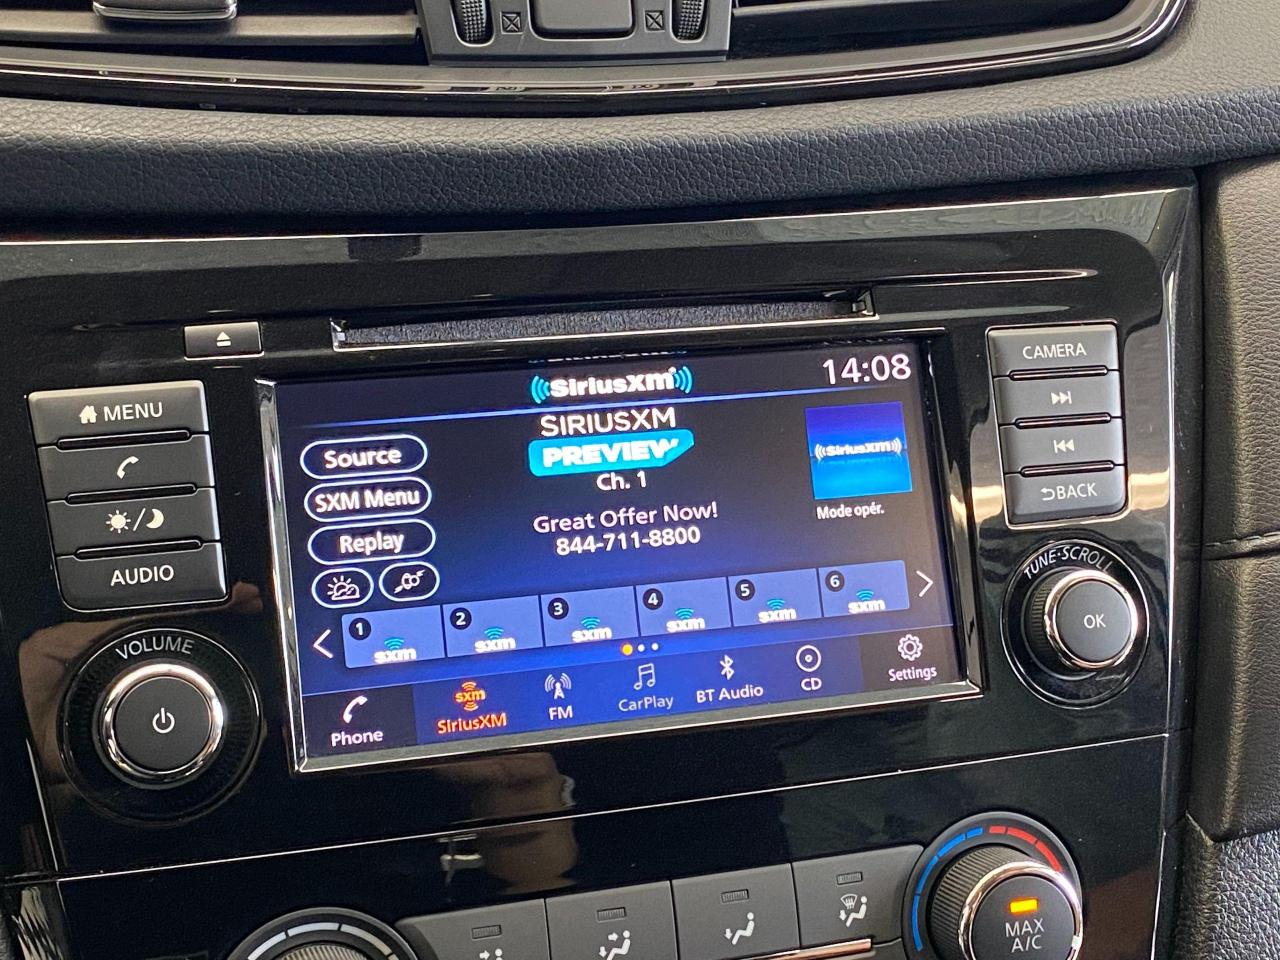 SiriusXM
14:08
MENU
AUDIO
VOLUME
Source
SXM Menu
Replay
SIRIUSXM
PREVIEW
Ch. 1
Great Offer Now!
844-711-8800
SiriusXM
Mode opér.
1 sxm
2 sxm
3 sxm
4 sxm
5 sxm
6 sxm
Phone
sxm
SiriusXM
FM
CarPlay
BT Audio
CD
Settings
CAMERA
BACK
TUNE·SCROLL
OK
MAX
A/C